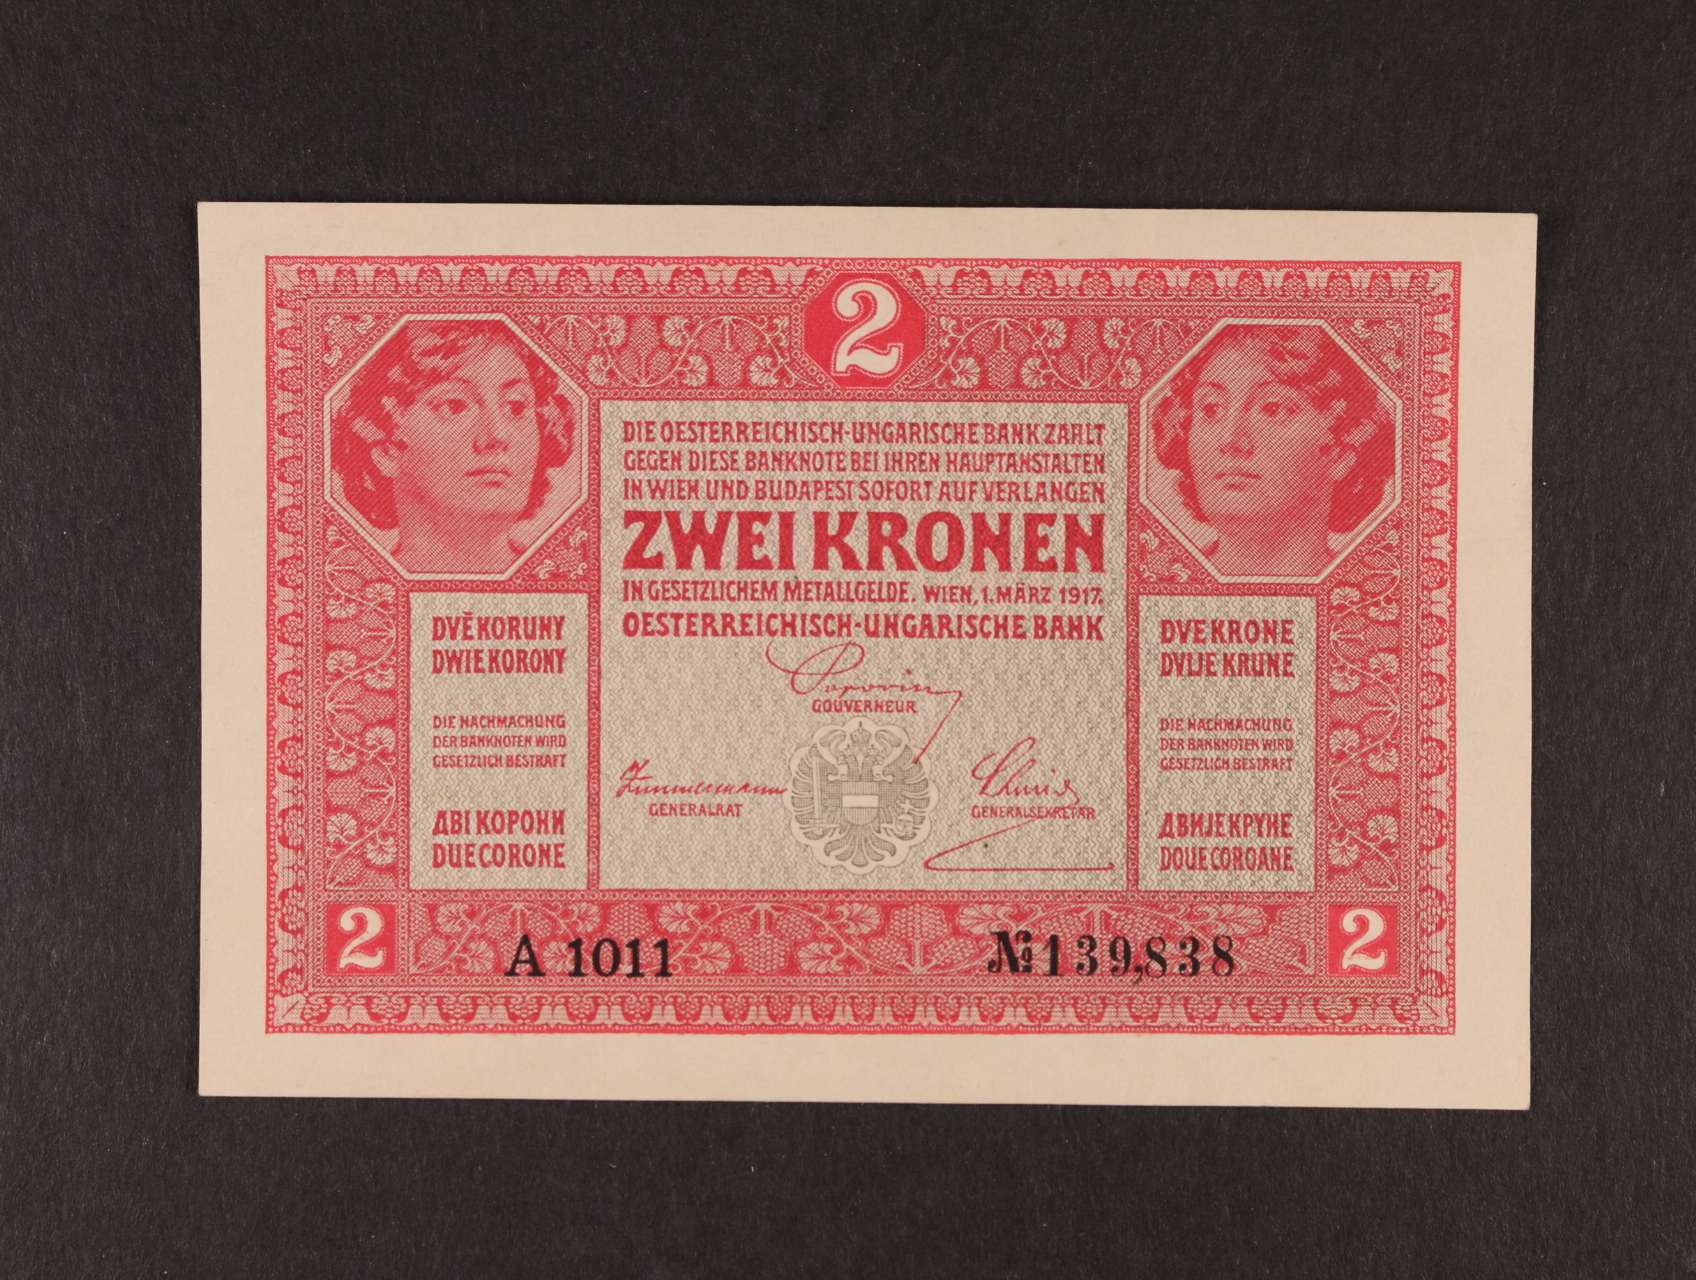 2
DIE OESTERREICHISCH-UNGARISCHE BANK ZAHLT
GEGEN DIESE BANKNOTE BEI IHREN HAUPTANSTALTEN
IN WIEN UND BUDAPEST SOFORT AUF VERLANGEN
ZWEI KRONEN
IN GESETZLICHEM METALLGELDE. WIEN, 1. MÄRZ 1917.
OESTERREICHISCH-UNGARISCHE BANK
Popovics
GOUVERNEUR
Zimmermann
GENERALRAT
Schmid
GENERALSEKRETÄR
DVĚ KORUNY
DWIE KORONY
DIE NACHMACHUNG
DER BANKNOTEN WIRD
GESETZLICH BESTRAFT
ДВІ КОРОНИ
DUE CORONE
DVE KRONE
DVIJE KRUNE
DIE NACHMACHUNG
DER BANKNOTEN WIRD
GESETZLICH BESTRAFT
ДВИЈЕ КРУНЕ
DOUE COROANE
2
A 1011
№ 139,838
2